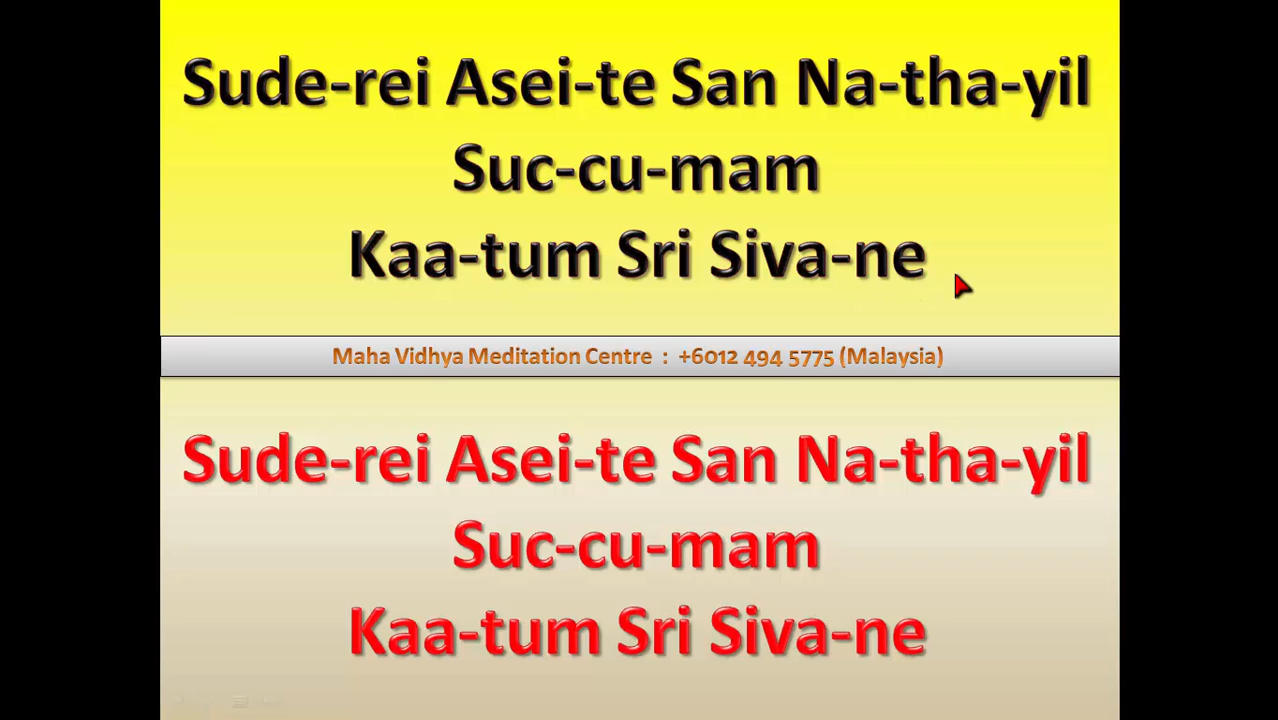 Sude-rei Asei-te San Na-tha-yil
Suc-cu-mam
Kaa-tum Sri Siva-ne
Maha Vidhya Meditation Centre : +6012 494 5775 (Malaysia)
Sude-rei Asei-te San Na-tha-yil
Suc-cu-mam
Kaa-tum Sri Siva-ne